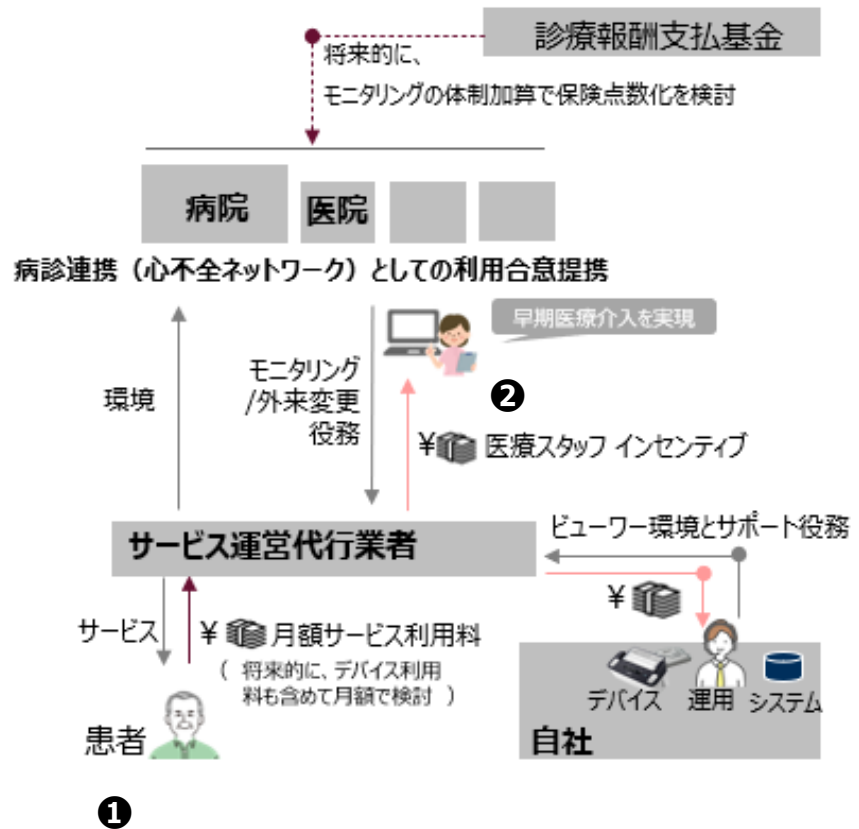 診療報酬支払基金
将来的に、
モニタリングの体制加算で保険点数化を検討
病院
医院
病診連携（心不全ネットワーク）としての利用合意提携
早期医療介入を実現
環境
モニタリング
/外来変更
役務
❷
¥
医療スタッフ インセンティブ
サービス運営代行業者
ビューワー環境とサポート役務
¥
サービス
¥
月額サービス利用料
（ 将来的に、デバイス利用
料も含めて月額で検討 ）
デバイス
運用
システム
患者
自社
❶